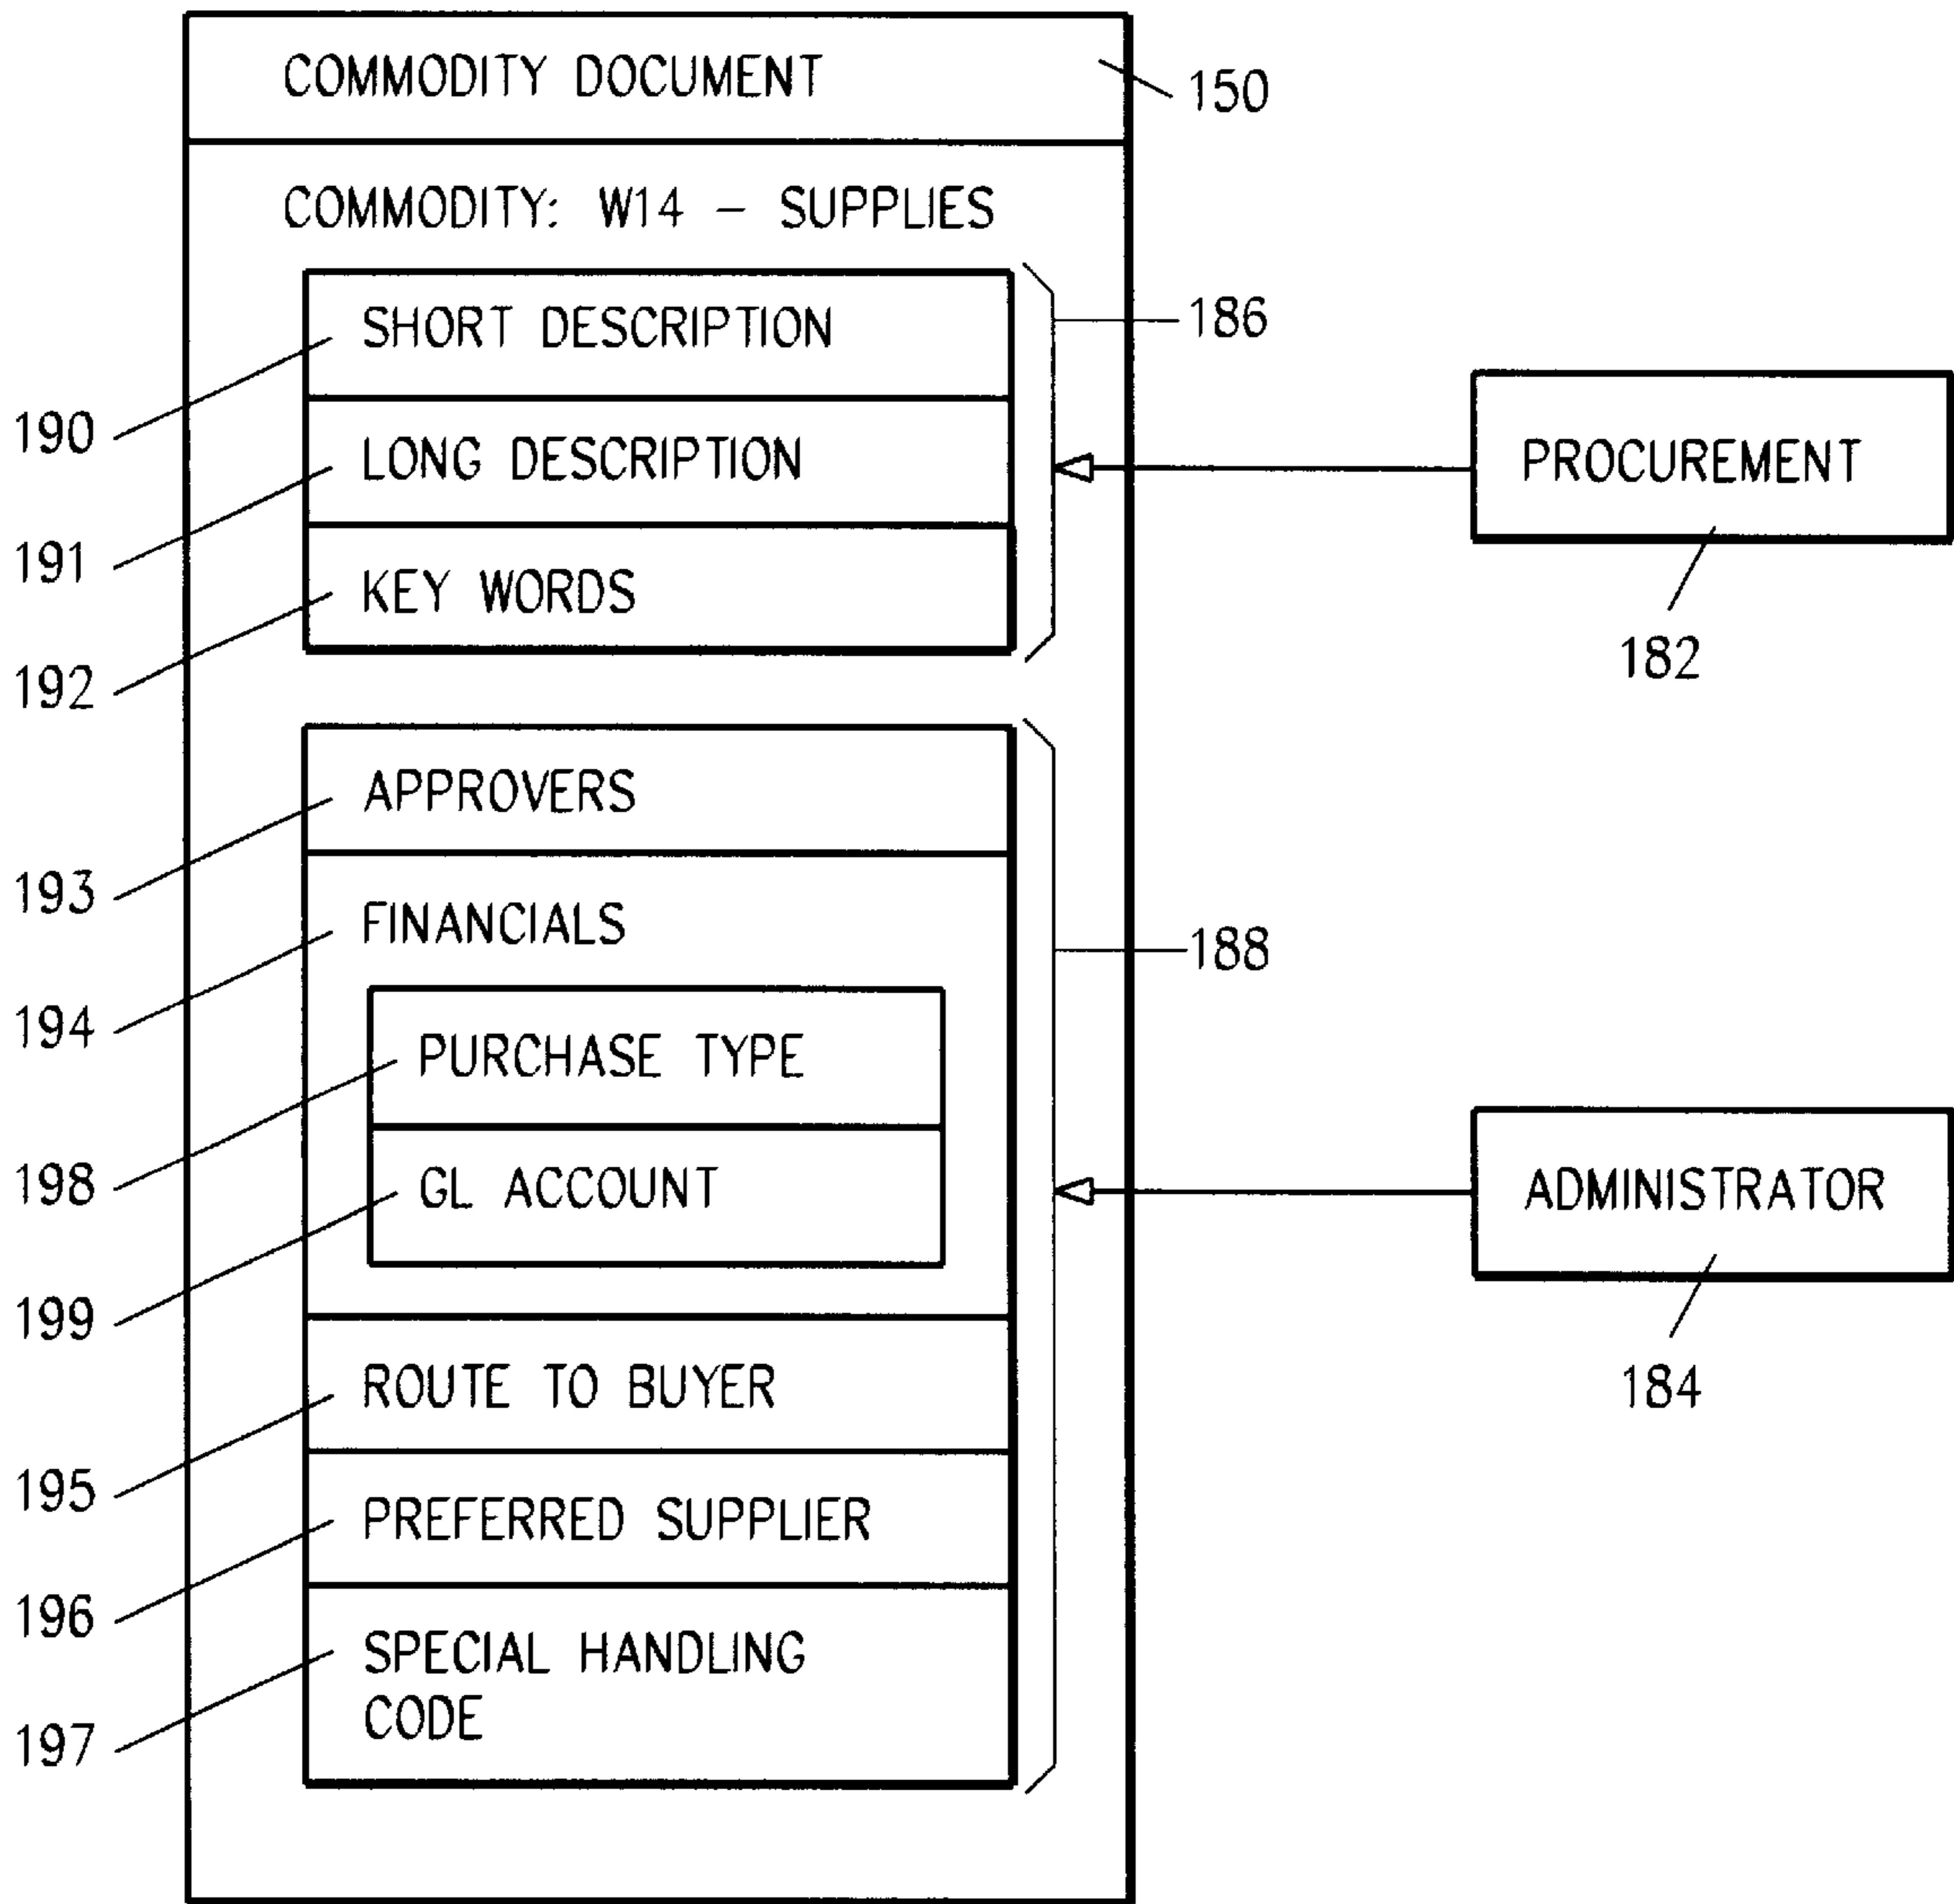 COMMODITY DOCUMENT
150
COMMODITY: W14 – SUPPLIES
SHORT DESCRIPTION
186
190
LONG DESCRIPTION
PROCUREMENT
191
KEY WORDS
182
192
APPROVERS
193
FINANCIALS
188
194
PURCHASE TYPE
198
GL ACCOUNT
ADMINISTRATOR
199
ROUTE TO BUYER
184
195
PREFERRED SUPPLIER
196
SPECIAL HANDLING
CODE
197